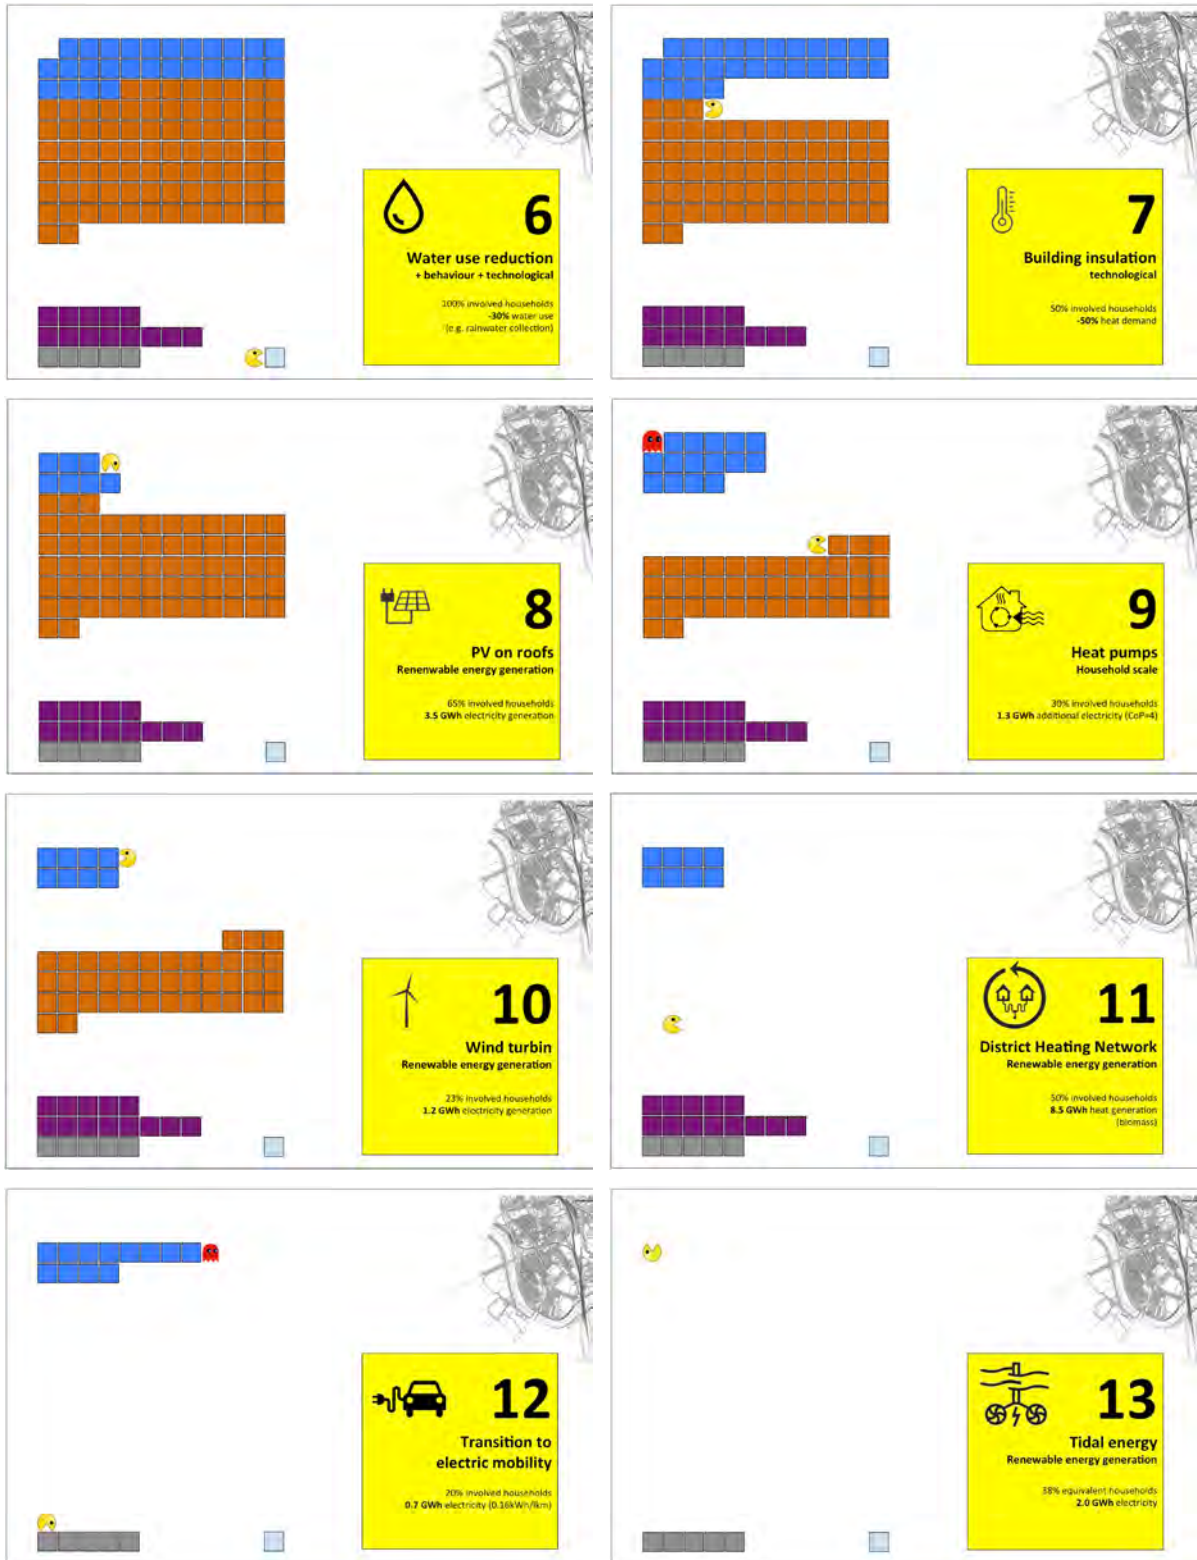 6
Water use reduction
+ behaviour + technological
100% involved households
-30% water use
(e.g. rainwater collection)
7
Building insulation
technological
50% involved households
-50% heat demand
8
PV on roofs
Renenwable energy generation
65% involved households
3.5 GWh electricity generation
9
Heat pumps
Household scale
30% involved households
1.3 GWh additional electricity (CoP=4)
10
Wind turbin
Renewable energy generation
23% involved households
1.2 GWh electricity generation
11
District Heating Network
Renewable energy generation
50% involved households
8.5 GWh heat generation
(biomass)
12
Transition to
electric mobility
20% involved households
0.7 GWh electricity (0.16kWh/km)
13
Tidal energy
Renewable energy generation
38% equivalent households
2.0 GWh electricity